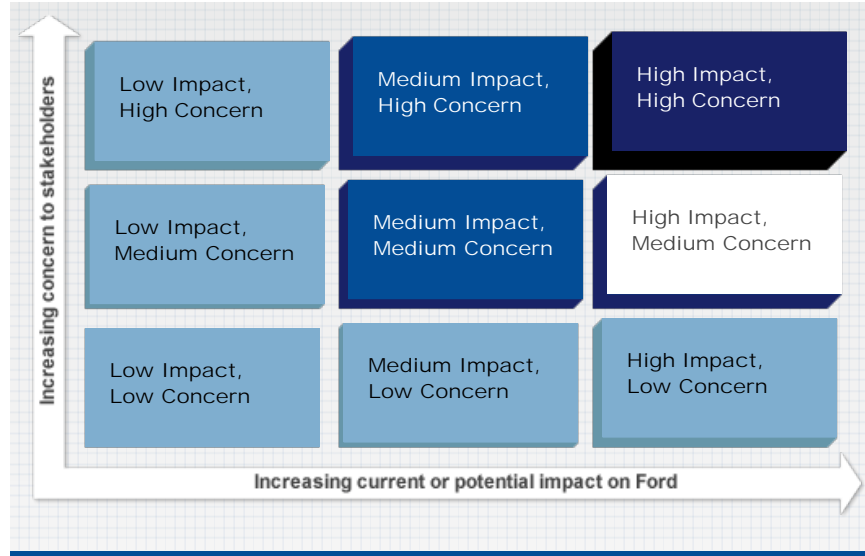 Increasing concern to stakeholders
Low Impact,
High Concern
Medium Impact,
High Concern
High Impact,
High Concern
Low Impact,
Medium Concern
Medium Impact,
Medium Concern
High Impact,
Medium Concern
Low Impact,
Low Concern
Medium Impact,
Low Concern
High Impact,
Low Concern
Increasing current or potential impact on Ford